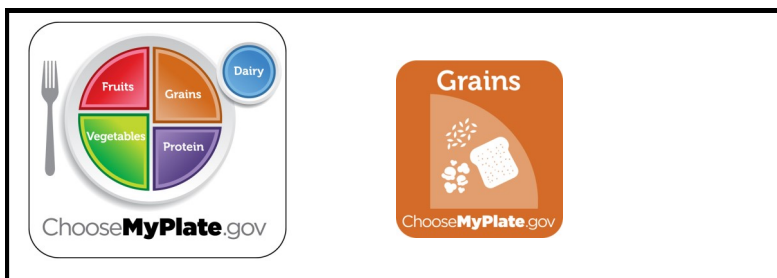 Dairy
Fruits
Grains
Vegetables
Protein
ChooseMyPlate.gov
Grains
ChooseMyPlate.gov